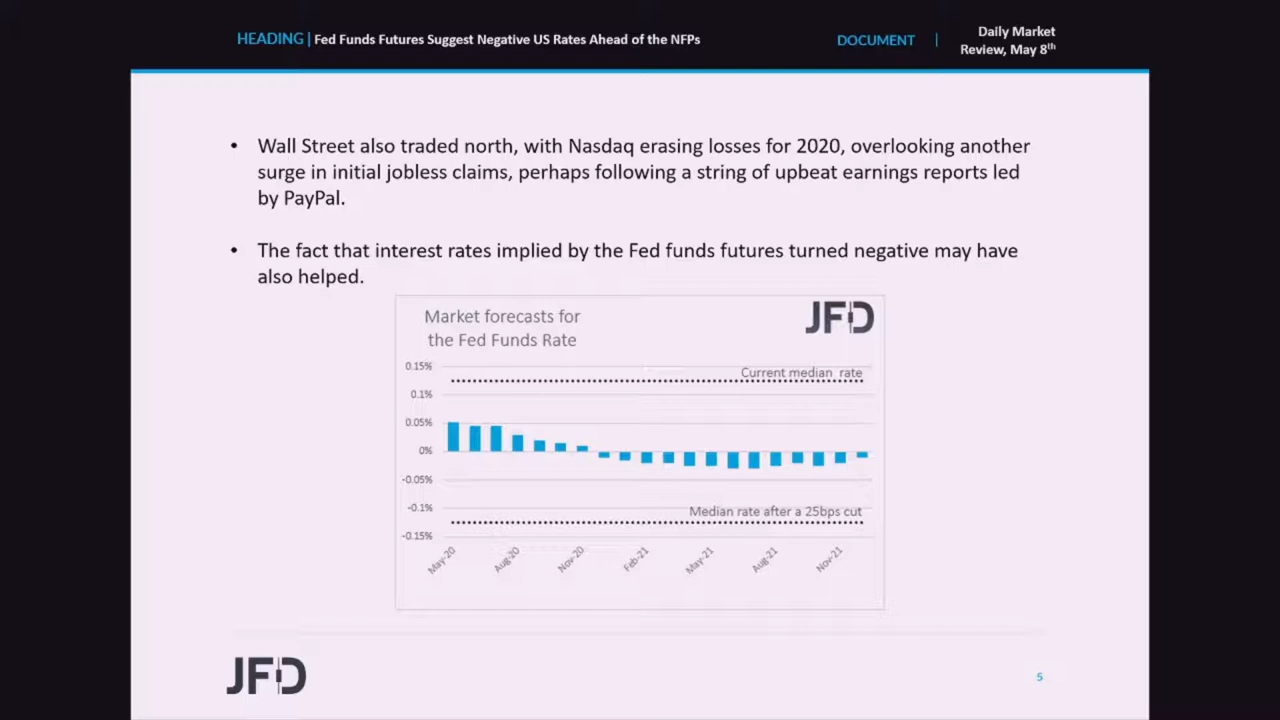 HEADING | Fed Funds Futures Suggest Negative US Rates Ahead of the NFPs
DOCUMENT |
Daily Market
Review, May 8th
• Wall Street also traded north, with Nasdaq erasing losses for 2020, overlooking another
surge in initial jobless claims, perhaps following a string of upbeat earnings reports led
by PayPal.
• The fact that interest rates implied by the Fed funds futures turned negative may have
also helped.
Market forecasts for
the Fed Funds Rate
JFD
0.15%
Current median rate
0.1%
0.05%
0%
-0.05%
-0.1%
Median rate after a 25bps cut
-0.15%
May-20 Aug-20 Nov-20 Feb-21 May-21 Aug-21 Nov-21
JFD
5